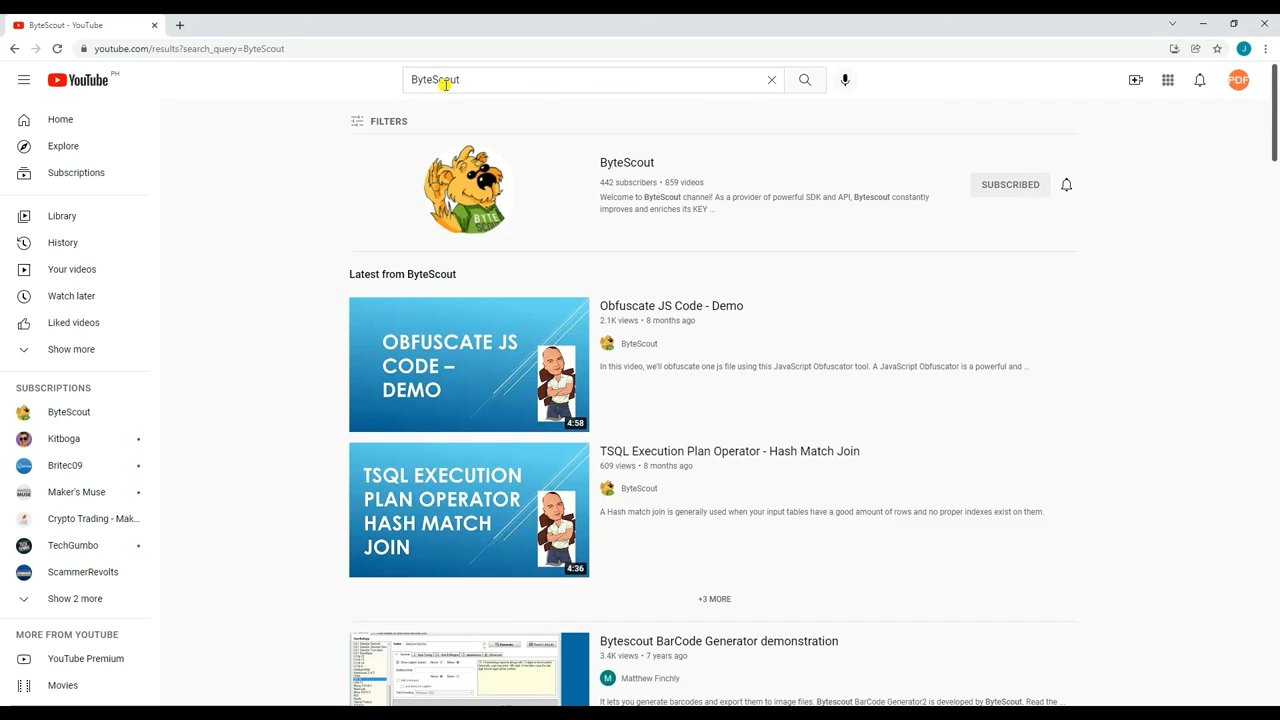 ByteScout - YouTube
youtube.com/results?search_query=ByteScout
J
YouTube PH
ByteScout
PDF
Home
Explore
Subscriptions
Library
History
Your videos
Watch later
Liked videos
Show more
SUBSCRIPTIONS
ByteScout
Kitboga
Britec09
Maker's Muse
Crypto Trading - Mak...
TechGumbo
ScammerRevolts
Show 2 more
MORE FROM YOUTUBE
YouTube Premium
Movies
FILTERS
BYTE
ByteScout
442 subscribers • 859 videos
Welcome to ByteScout channel! As a provider of powerful SDK and API, Bytescout constantly
improves and enriches its KEY ...
SUBSCRIBED
Latest from ByteScout
OBFUSCATE JS
CODE –
DEMO
4:58
Obfuscate JS Code - Demo
2.1K views • 8 months ago
ByteScout
In this video, we'll obfuscate one js file using this JavaScript Obfuscator tool. A JavaScript Obfuscator is a powerful and ...
TSQL EXECUTION
PLAN OPERATOR
HASH MATCH
JOIN
4:36
TSQL Execution Plan Operator - Hash Match Join
609 views • 8 months ago
ByteScout
A Hash match join is generally used when your input tables have a good amount of rows and no proper indexes exist on them.
+3 MORE
Bytescout BarCode Generator demonstration
3.4K views • 7 years ago
M
Matthew Finchly
It lets you generate barcodes and export them to image files. Bytescout BarCode Generator2 is developed by ByteScout. Read the ...